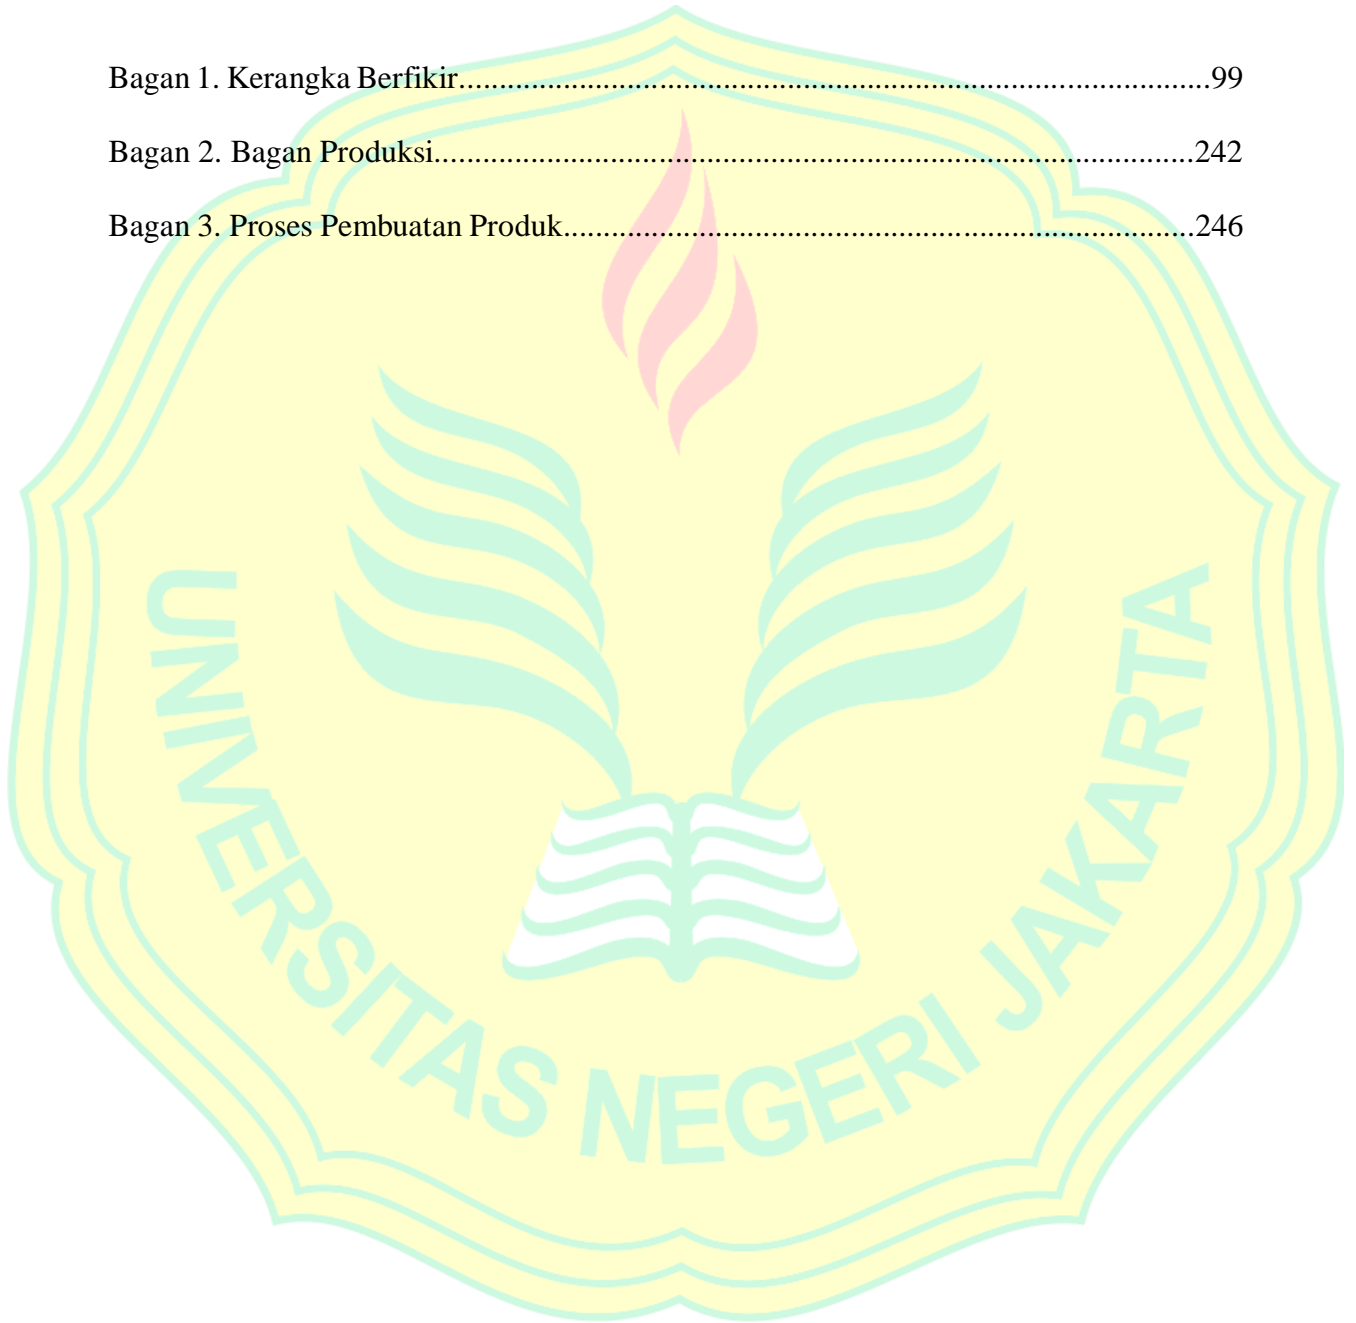 Bagan 1. Kerangka Berfikir..............................................................................................99
Bagan 2. Bagan Produksi...............................................................................................242
Bagan 3. Proses Pembuatan Produk...............................................................................246
UNIVERSITAS NEGERI JAKARTA